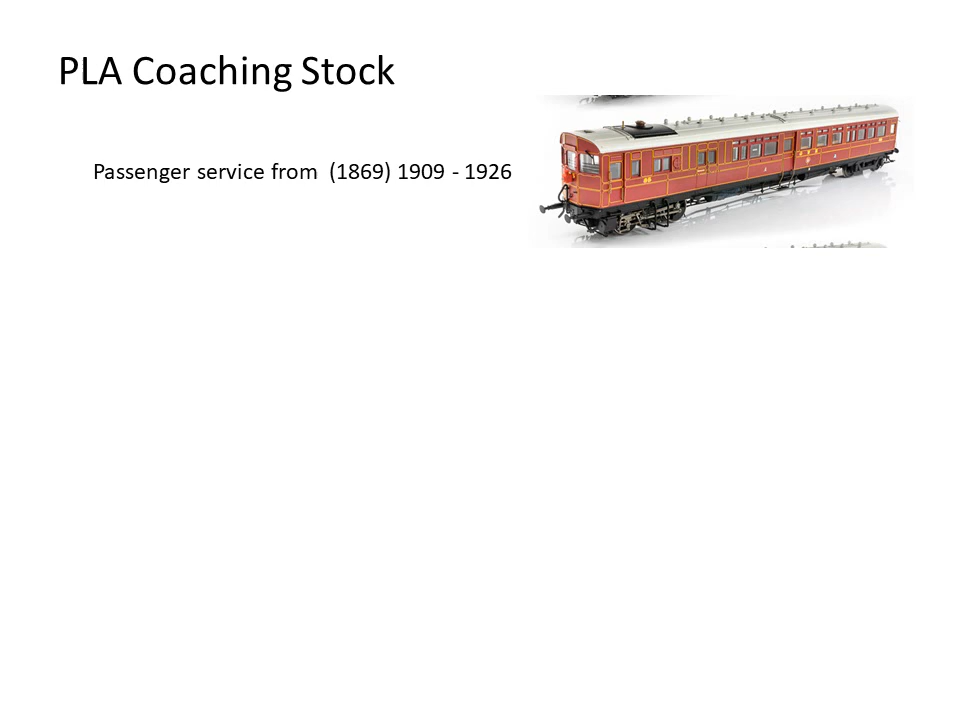 PLA Coaching Stock
Passenger service from (1869) 1909 - 1926